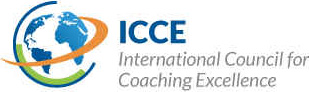 ICCE
International Council for
Coaching Excellence